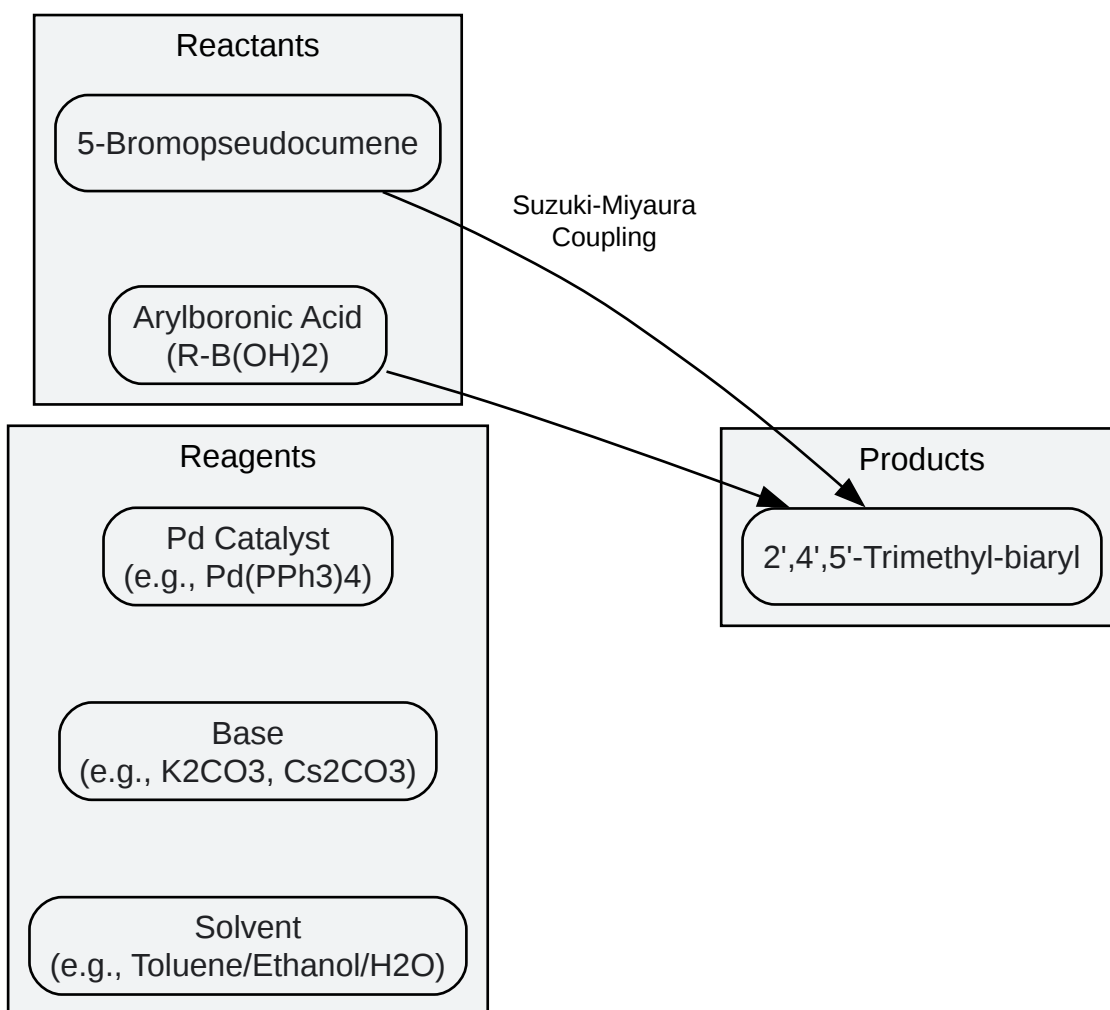 Reactants
5-Bromopseudocumene
Suzuki-Miyaura
Coupling
Arylboronic Acid
(R-B(OH)2)
Reagents
Pd Catalyst
(e.g., Pd(PPh3)4)
Base
(e.g., K2CO3, Cs2CO3)
Solvent
(e.g., Toluene/Ethanol/H2O)
Products
2',4',5'-Trimethyl-biaryl